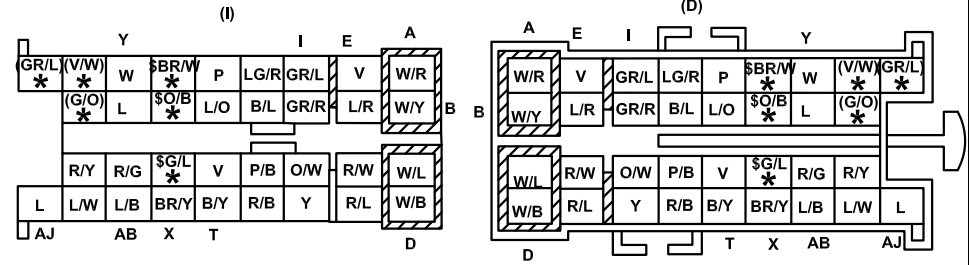 (I)
Y I E A
(GR/L) (V/W) W $BR/W P LG/R GR/L V W/R
* * *
(G/O) L $O/B L/O B/L GR/R L/R W/Y B
* *
R/Y R/G $G/L V P/B O/W R/W W/L
*
L L/W L/B BR/Y B/Y R/B Y R/L W/B
AJ AB X T D
(D)
A E I Y
W/R V GR/L LG/R P $BR/W W (V/W) GR/L)
* * *
B W/Y L/R GR/R B/L L/O $O/B L (G/O)
* *
W/L R/W O/W P/B V $G/L R/G R/Y
*
W/B R/L Y R/B B/Y BR/Y L/B L/W L
D T X AB AJ